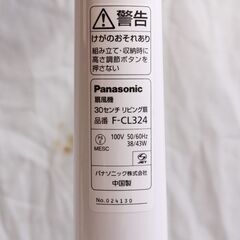 警告
けがのおそれあり
組み立て・収納時に
高さ調節ボタンを
押さない
Panasonic
扇風機
30センチ リビング扇
品番 F-CL324
100V 50/60Hz
38/43W
MESC
パナソニック株式会社
中国製
No.024130